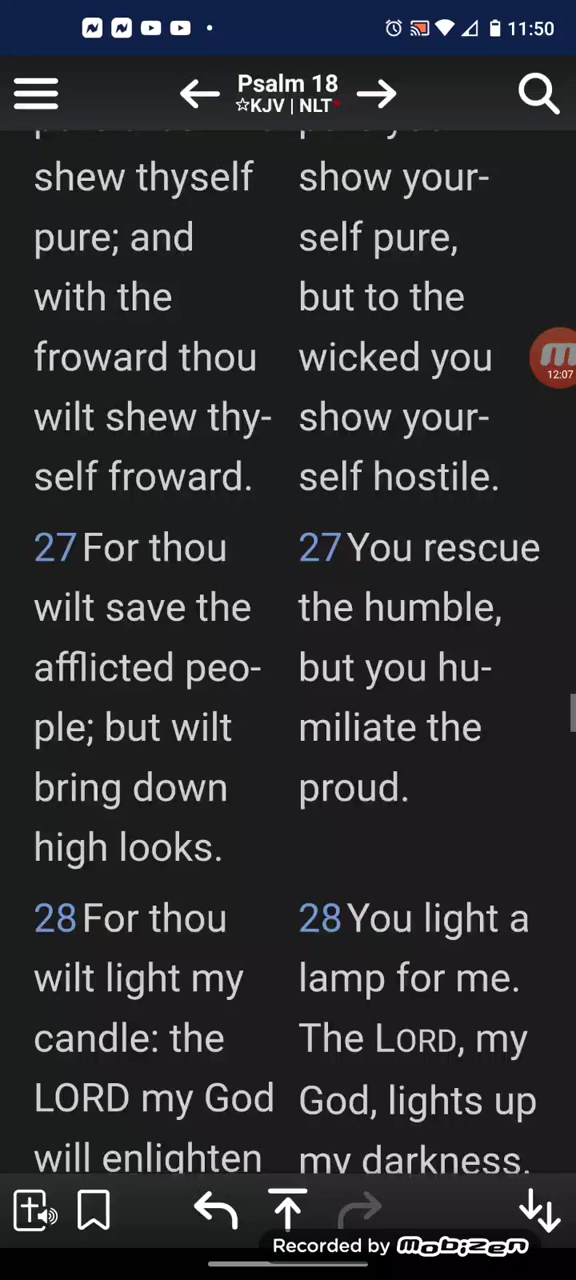 11:50
Psalm 18
☆KJV | NLT*
shew thyself
pure; and
with the
froward thou
wilt shew thy-
self froward.
27 For thou
wilt save the
afflicted peo-
ple; but wilt
bring down
high looks.
28 For thou
wilt light my
candle: the
LORD my God
will enlighten
show your-
self pure,
but to the
wicked you
show your-
self hostile.
27 You rescue
the humble,
but you hu-
miliate the
proud.
28 You light a
lamp for me.
The LORD, my
God, lights up
my darkness.
12:07
Recorded by mobizen